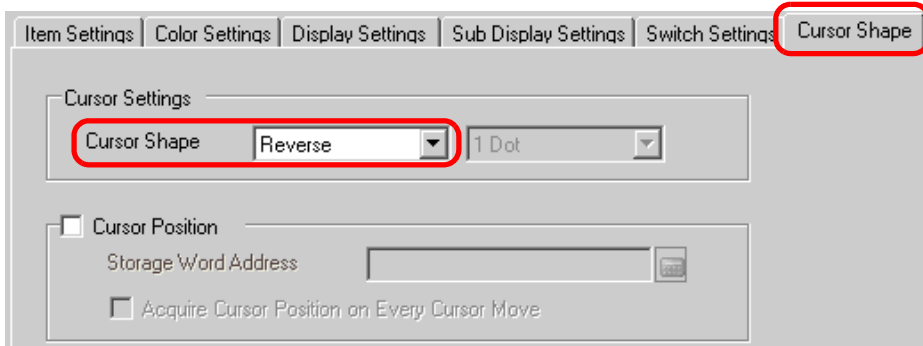 Item Settings Color Settings Display Settings Sub Display Settings Switch Settings Cursor Shape
Cursor Settings
Cursor Shape Reverse 1 Dot
Cursor Position
Storage Word Address
Acquire Cursor Position on Every Cursor Move